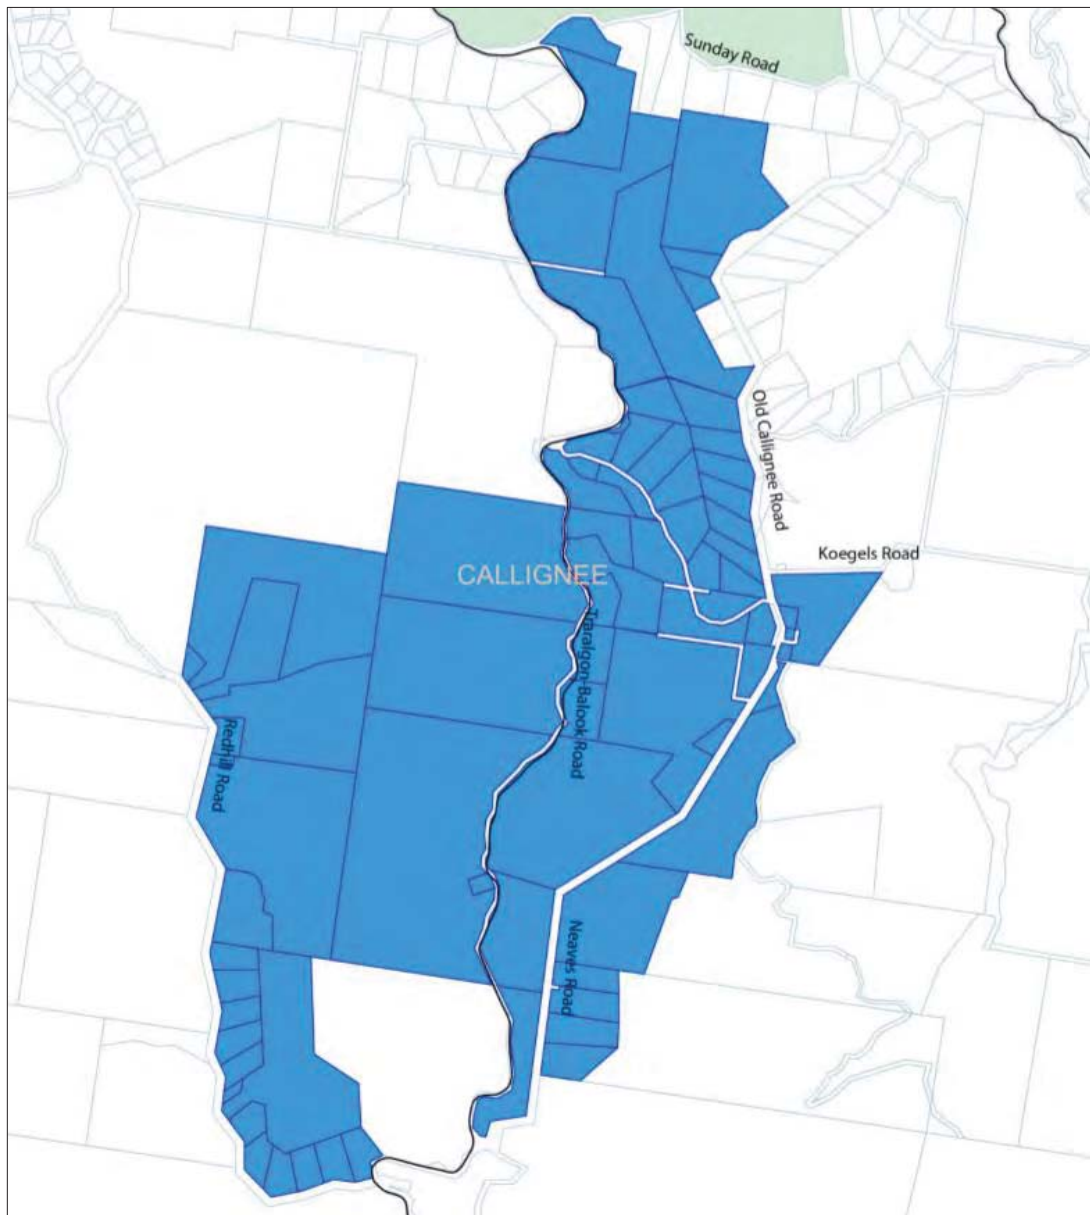 Sunday Road
Old Callignee Road
Koegels Road
CALLIGNEE
Traralgon-Balook Road
Redhill Road
Neaves Road